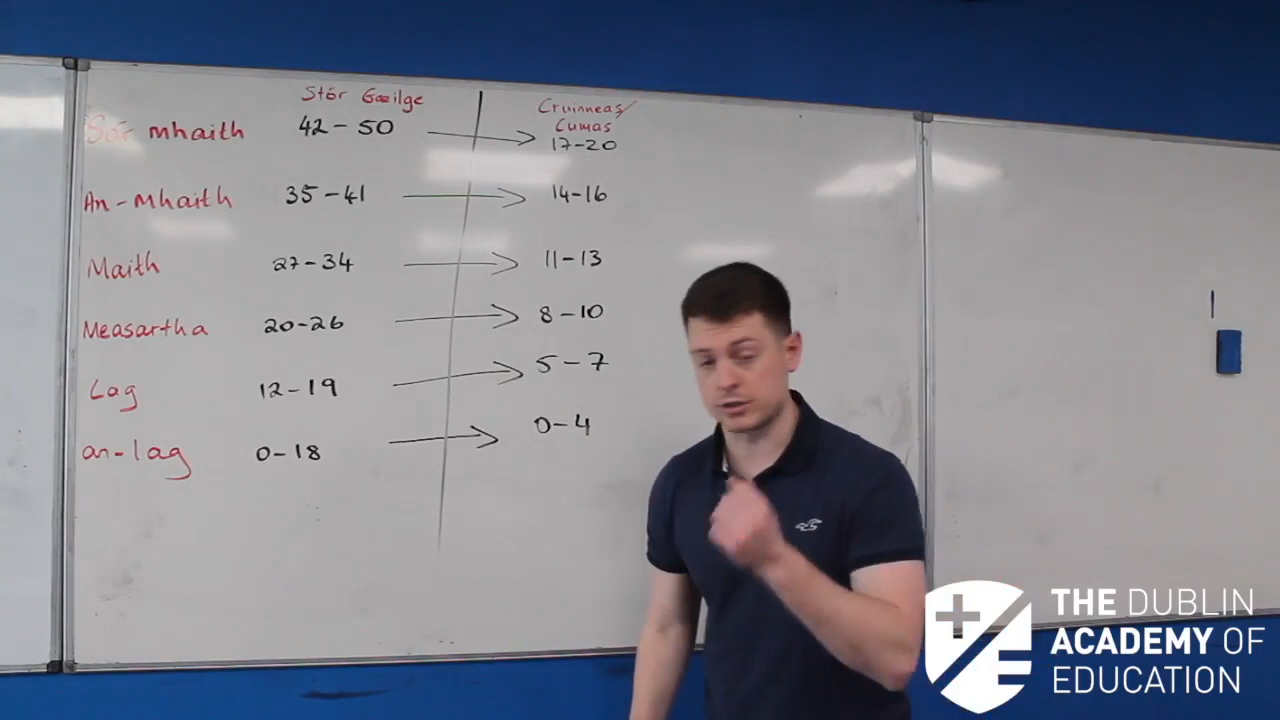 Stór Gaeilge
Cruinneas/
Cumas
Sár mhaith 42-50 17-20
An-mhaith 35-41 14-16
Maith 27-34 11-13
Measartha 20-26 8-10
Lag 12-19 5-7
an-lag 0-18 0-4
THE DUBLIN
ACADEMY OF
EDUCATION